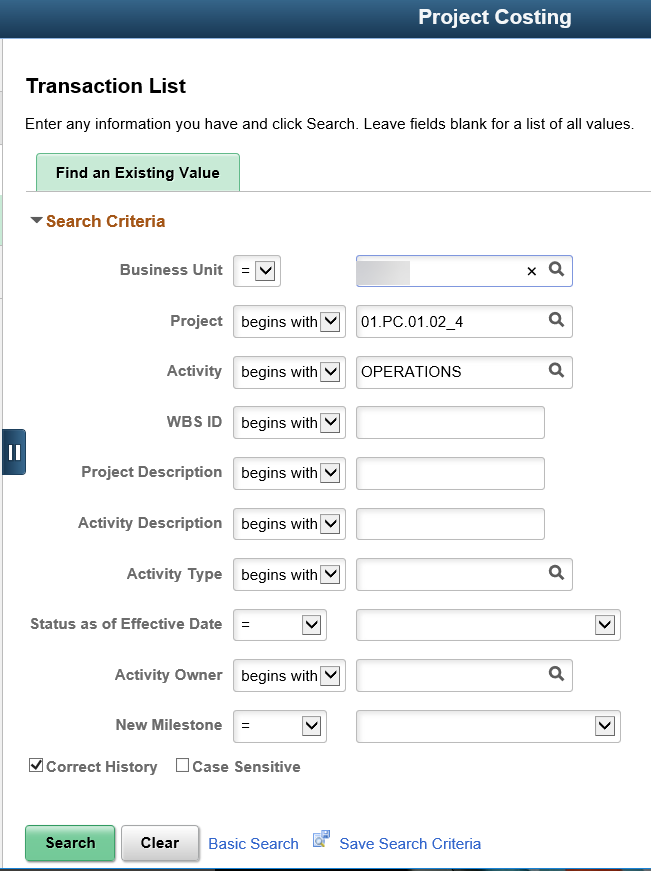 Project Costing
Transaction List
Enter any information you have and click Search. Leave fields blank for a list of all values.
Find an Existing Value
Search Criteria
Business Unit =
Project begins with 01.PC.01.02_4
Activity begins with OPERATIONS
WBS ID begins with
Project Description begins with
Activity Description begins with
Activity Type begins with
Status as of Effective Date =
Activity Owner begins with
New Milestone =
Correct History Case Sensitive
Search Clear Basic Search Save Search Criteria